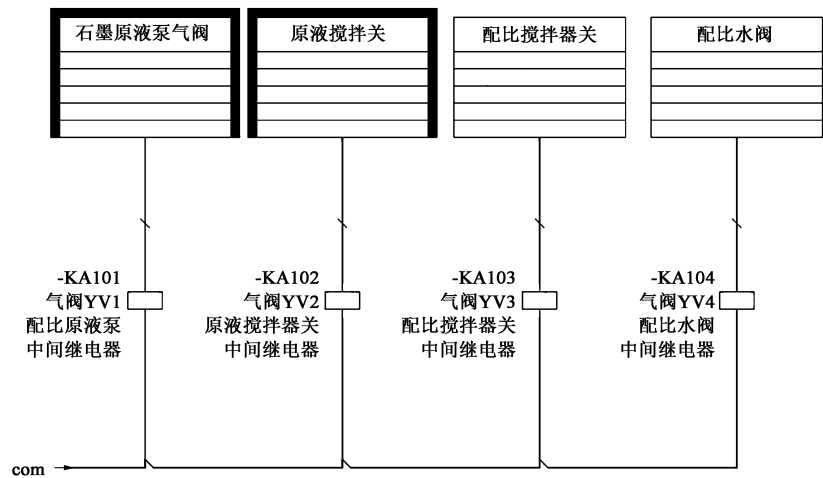 石墨原液泵气阀
原液搅拌关
配比搅拌器关
配比水阀
-KA101
气阀YV1
配比原液泵
中间继电器
-KA102
气阀YV2
原液搅拌器关
中间继电器
-KA103
气阀YV3
配比搅拌器关
中间继电器
-KA104
气阀YV4
配比水阀
中间继电器
com